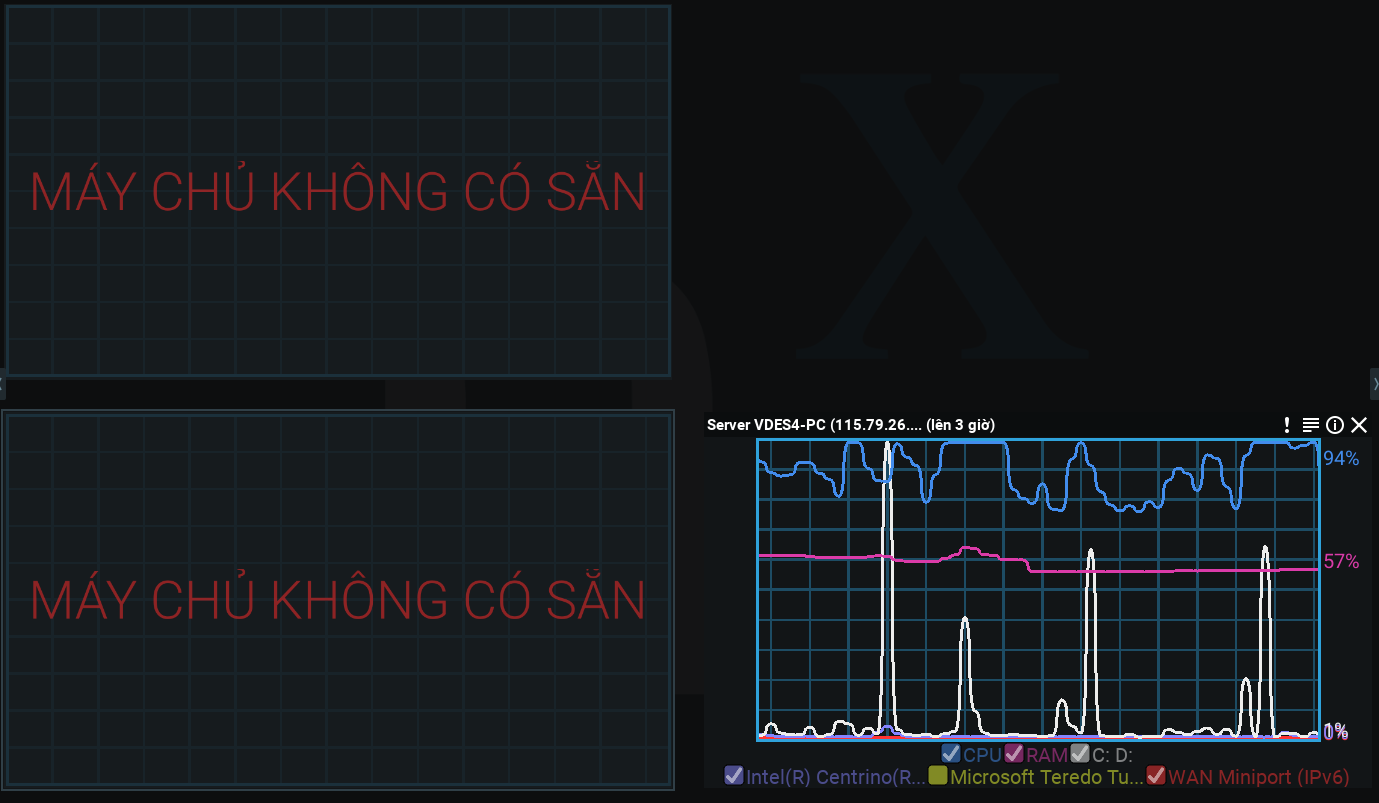 MÁY CHỦ KHÔNG CÓ SẴN
MÁY CHỦ KHÔNG CÓ SẴN
Server VDES4-PC (115.79.26.... (lên 3 giờ)
94%
57%
1%
CPU RAM C: D:
Intel(R) Centrino(R... Microsoft Teredo Tu... WAN Miniport (IPv6)